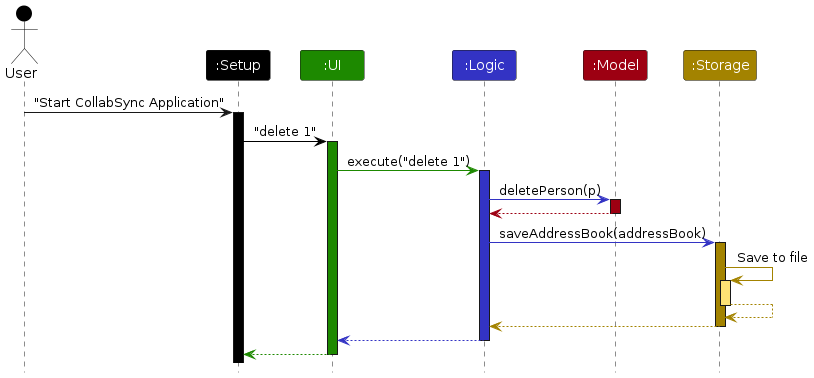 User
:Setup
:UI
:Logic
:Model
:Storage
"Start CollabSync Application"
"delete 1"
execute("delete 1")
deletePerson(p)
saveAddressBook(addressBook)
Save to file